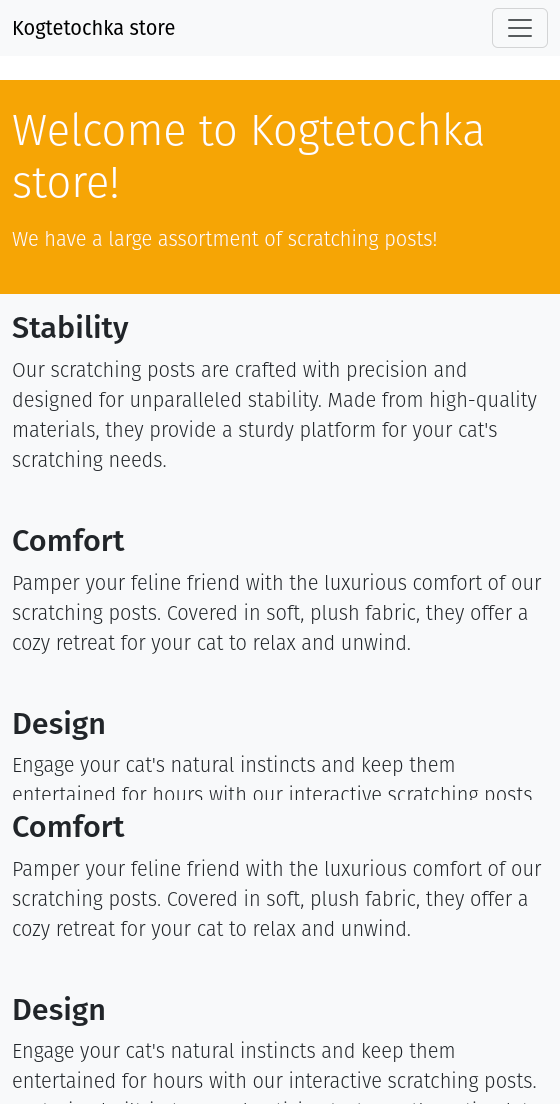 Kogtetochka store
Welcome to Kogtetochka
store!
We have a large assortment of scratching posts!
Stability
Our scratching posts are crafted with precision and
designed for unparalleled stability. Made from high-quality
materials, they provide a sturdy platform for your cat's
scratching needs.
Comfort
Pamper your feline friend with the luxurious comfort of our
scratching posts. Covered in soft, plush fabric, they offer a
cozy retreat for your cat to relax and unwind.
Design
Engage your cat's natural instincts and keep them
entertained for hours with our interactive scratching posts.
Comfort
Pamper your feline friend with the luxurious comfort of our
scratching posts. Covered in soft, plush fabric, they offer a
cozy retreat for your cat to relax and unwind.
Design
Engage your cat's natural instincts and keep them
entertained for hours with our interactive scratching posts.